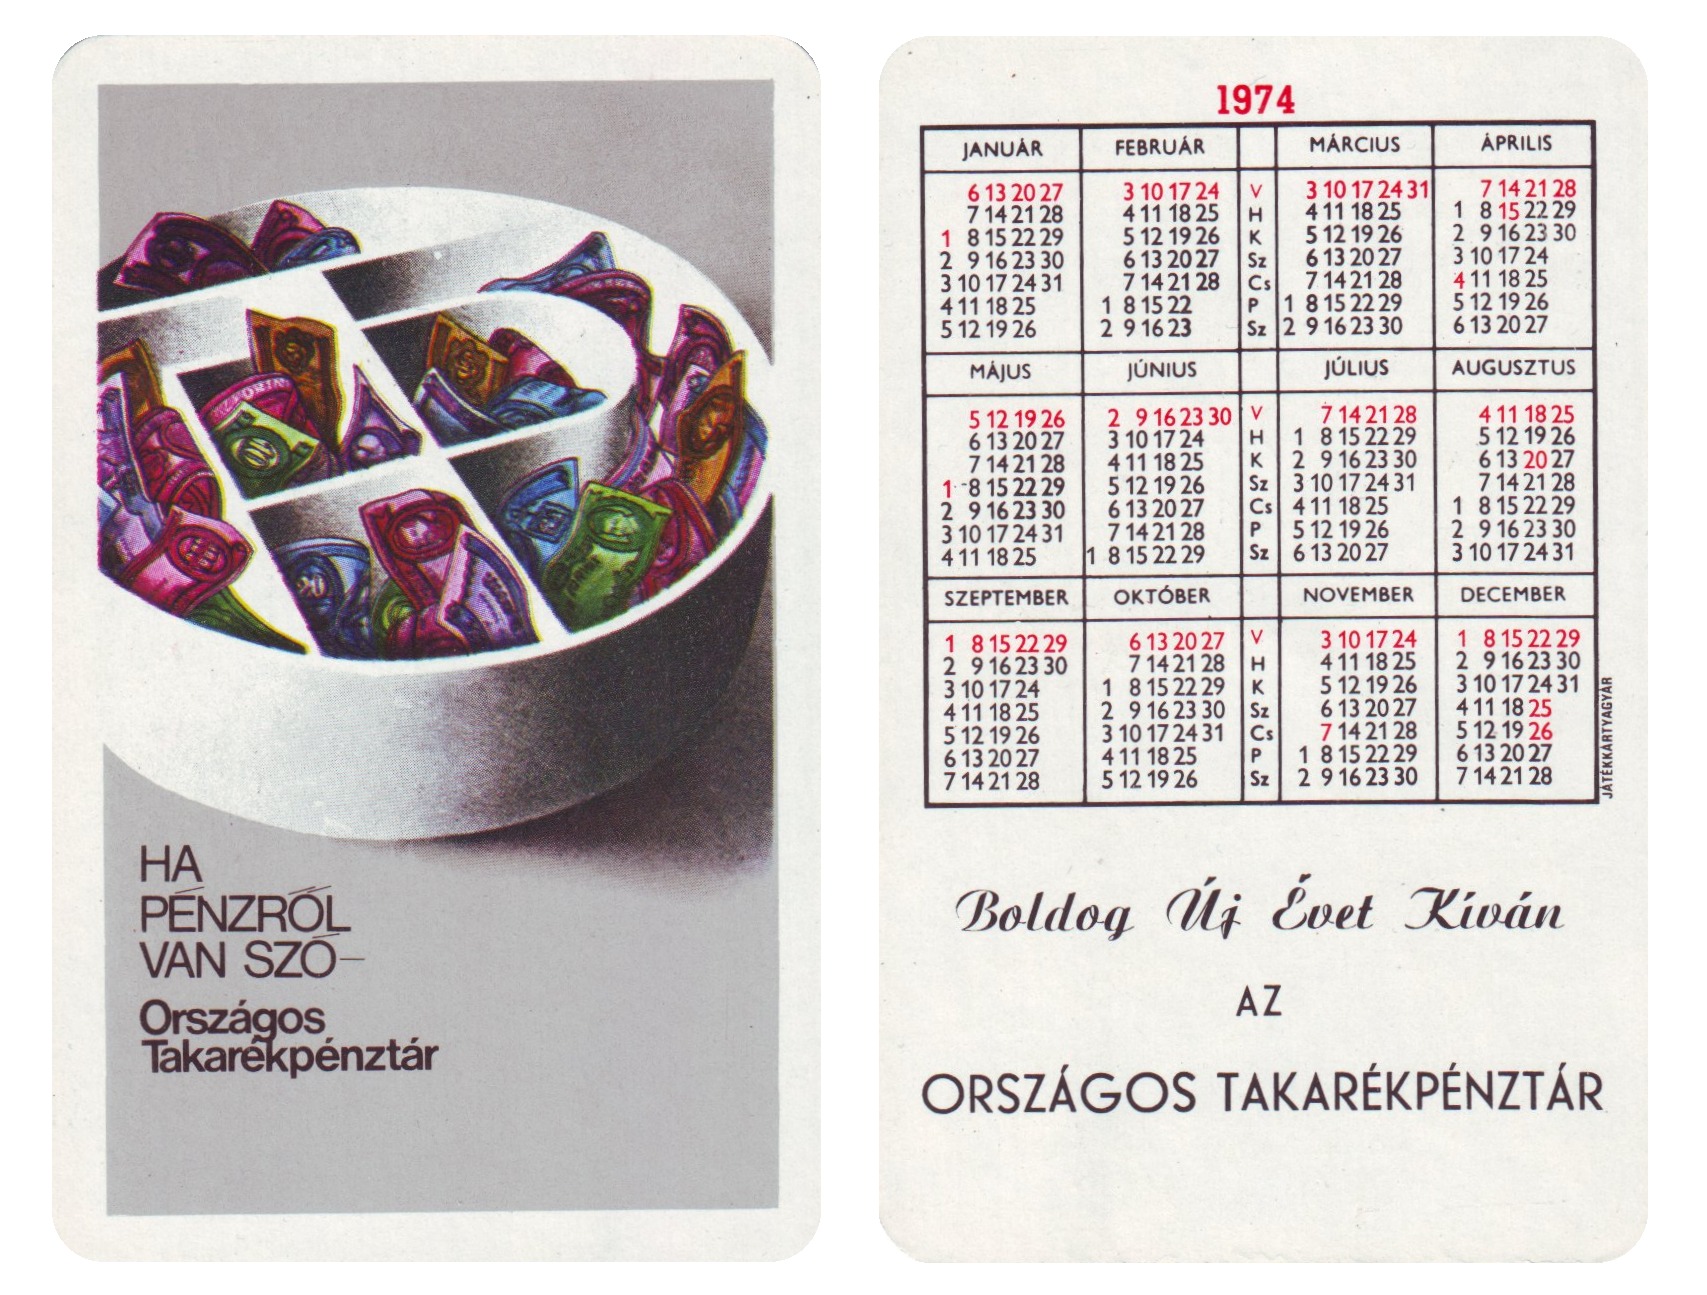 HA
PÉNZRŐL
VAN SZÓ—
Országos
Takarékpénztár
1974
JANUÁR FEBRUÁR MÁRCIUS ÁPRILIS
6 13 20 27 3 10 17 24 V 3 10 17 24 31 7 14 21 28
7 14 21 28 4 11 18 25 H 4 11 18 25 1 8 15 22 29
1 8 15 22 29 5 12 19 26 K 5 12 19 26 2 9 16 23 30
2 9 16 23 30 6 13 20 27 Sz 6 13 20 27 3 10 17 24
3 10 17 24 31 7 14 21 28 Cs 7 14 21 28 4 11 18 25
4 11 18 25 1 8 15 22 P 1 8 15 22 29 5 12 19 26
5 12 19 26 2 9 16 23 Sz 2 9 16 23 30 6 13 20 27
MÁJUS JÚNIUS JÚLIUS AUGUSZTUS
5 12 19 26 2 9 16 23 30 V 7 14 21 28 4 11 18 25
6 13 20 27 3 10 17 24 H 1 8 15 22 29 5 12 19 26
7 14 21 28 4 11 18 25 K 2 9 16 23 30 6 13 20 27
1 8 15 22 29 5 12 19 26 Sz 3 10 17 24 31 7 14 21 28
2 9 16 23 30 6 13 20 27 Cs 4 11 18 25 1 8 15 22 29
3 10 17 24 31 7 14 21 28 P 5 12 19 26 2 9 16 23 30
4 11 18 25 1 8 15 22 29 Sz 6 13 20 27 3 10 17 24 31
SZEPTEMBER OKTÓBER NOVEMBER DECEMBER
1 8 15 22 29 6 13 20 27 V 3 10 17 24 1 8 15 22 29
2 9 16 23 30 7 14 21 28 H 4 11 18 25 2 9 16 23 30
3 10 17 24 1 8 15 22 29 K 5 12 19 26 3 10 17 24 31
4 11 18 25 2 9 16 23 30 Sz 6 13 20 27 4 11 18 25
5 12 19 26 3 10 17 24 31 Cs 7 14 21 28 5 12 19 26
6 13 20 27 4 11 18 25 P 1 8 15 22 29 6 13 20 27
7 14 21 28 5 12 19 26 Sz 2 9 16 23 30 7 14 21 28
JÁTÉKKÁRTYAGYÁR
Boldog Új Évet Kíván
AZ
ORSZÁGOS TAKARÉKPÉNZTÁR